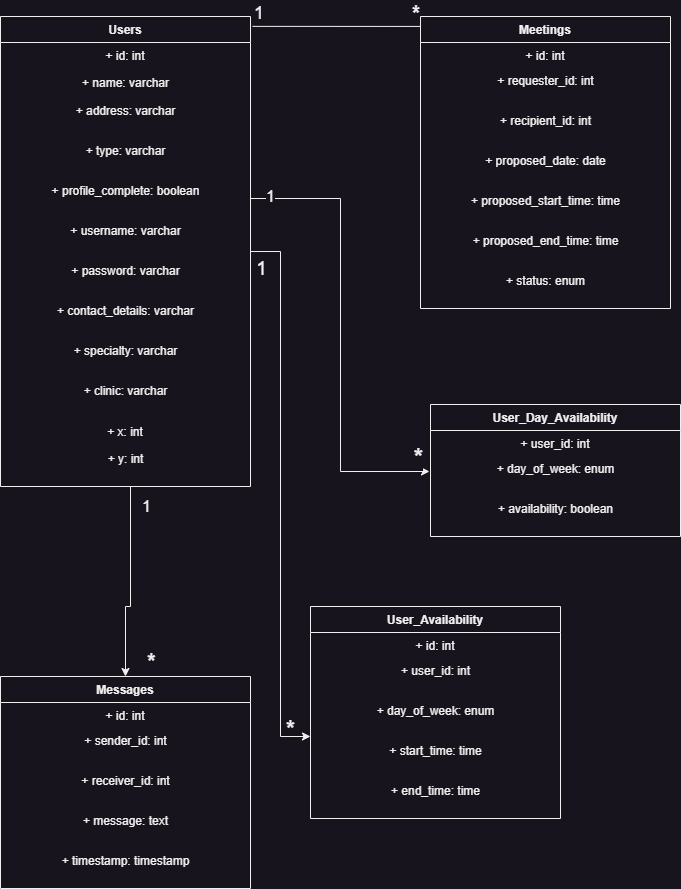 1
*
Users
+ id: int
+ name: varchar
+ address: varchar
+ type: varchar
+ profile_complete: boolean
+ username: varchar
+ password: varchar
+ contact_details: varchar
+ specialty: varchar
+ clinic: varchar
+ x: int
+ y: int
Meetings
+ id: int
+ requester_id: int
+ recipient_id: int
+ proposed_date: date
+ proposed_start_time: time
+ proposed_end_time: time
+ status: enum
1
1
*
User_Day_Availability
+ user_id: int
+ day_of_week: enum
+ availability: boolean
1
*
Messages
+ id: int
+ sender_id: int
+ receiver_id: int
+ message: text
+ timestamp: timestamp
*
User_Availability
+ id: int
+ user_id: int
+ day_of_week: enum
+ start_time: time
+ end_time: time